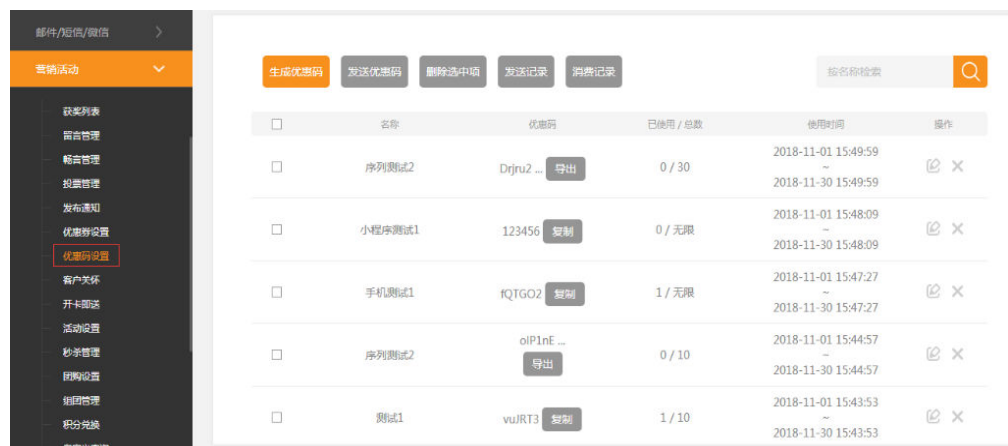 邮件/短信/微信
营销活动
获奖列表
留言管理
畅言管理
投票管理
发布通知
优惠券设置
优惠码设置
客户关怀
开卡即送
活动设置
秒杀管理
团购设置
组团管理
积分兑换
生成优惠码 发送优惠码 删除选中项 发送记录 消费记录 按名称检索
名称 优惠码 已使用 / 总数 使用时间 操作
序列测试2 Drjru2 ... 导出 0 / 30 2018-11-01 15:49:59
~
2018-11-30 15:49:59
小程序测试1 123456 复制 0 / 无限 2018-11-01 15:48:09
~
2018-11-30 15:48:09
手机测试1 fQTGO2 复制 1 / 无限 2018-11-01 15:47:27
~
2018-11-30 15:47:27
序列测试2 oIP1nE ... 导出 0 / 10 2018-11-01 15:44:57
~
2018-11-30 15:44:57
测试1 vuJRT3 复制 1 / 10 2018-11-01 15:43:53
~
2018-11-30 15:43:53